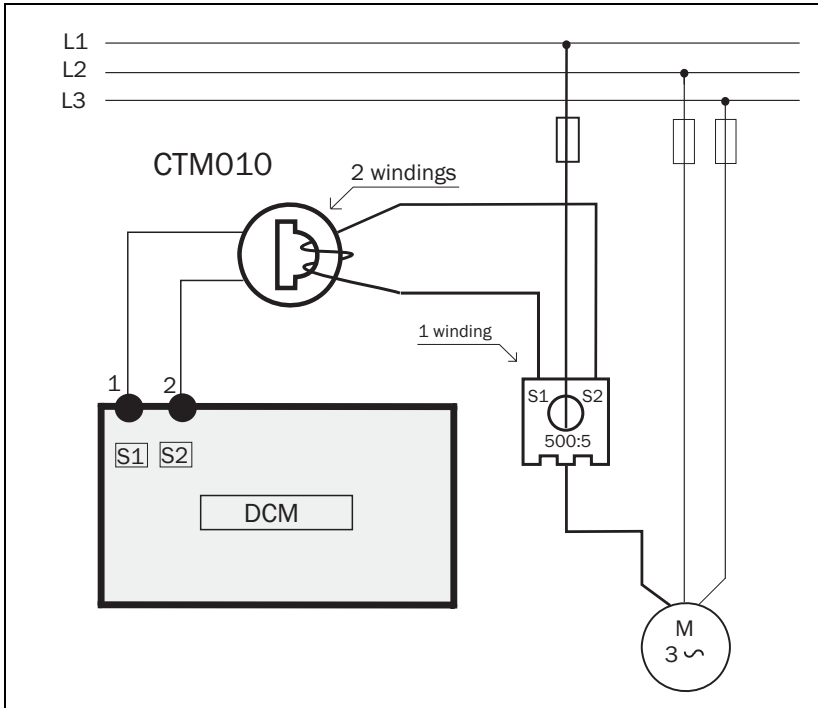 L1
L2
L3
CTM010
2 windings
1 winding
S1 S2
500:5
1 2
S1 S2
DCM
M
3 ~